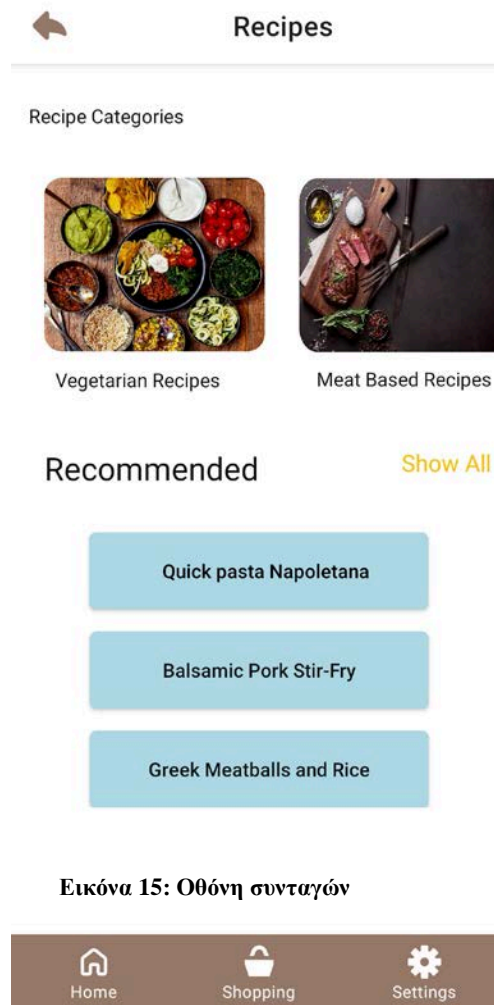 Recipes
Recipe Categories
Vegetarian Recipes
Meat Based Recipes
Recommended
Show All
Quick pasta Napoletana
Balsamic Pork Stir-Fry
Greek Meatballs and Rice
Εικόνα 15: Οθόνη συνταγών
Home
Shopping
Settings